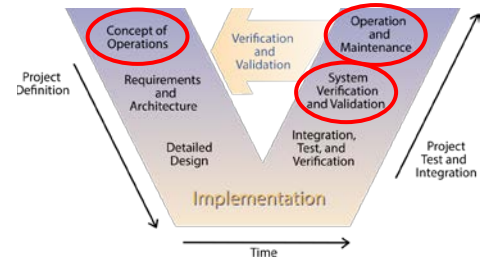 Concept of
Operations
Operation
and
Maintenance
Verification
and
Validation
System
Verification
and Validation
Project
Definition
Requirements
and
Architecture
Detailed
Design
Integration,
Test, and
Verification
Project
Test and
Integration
Implementation
Time